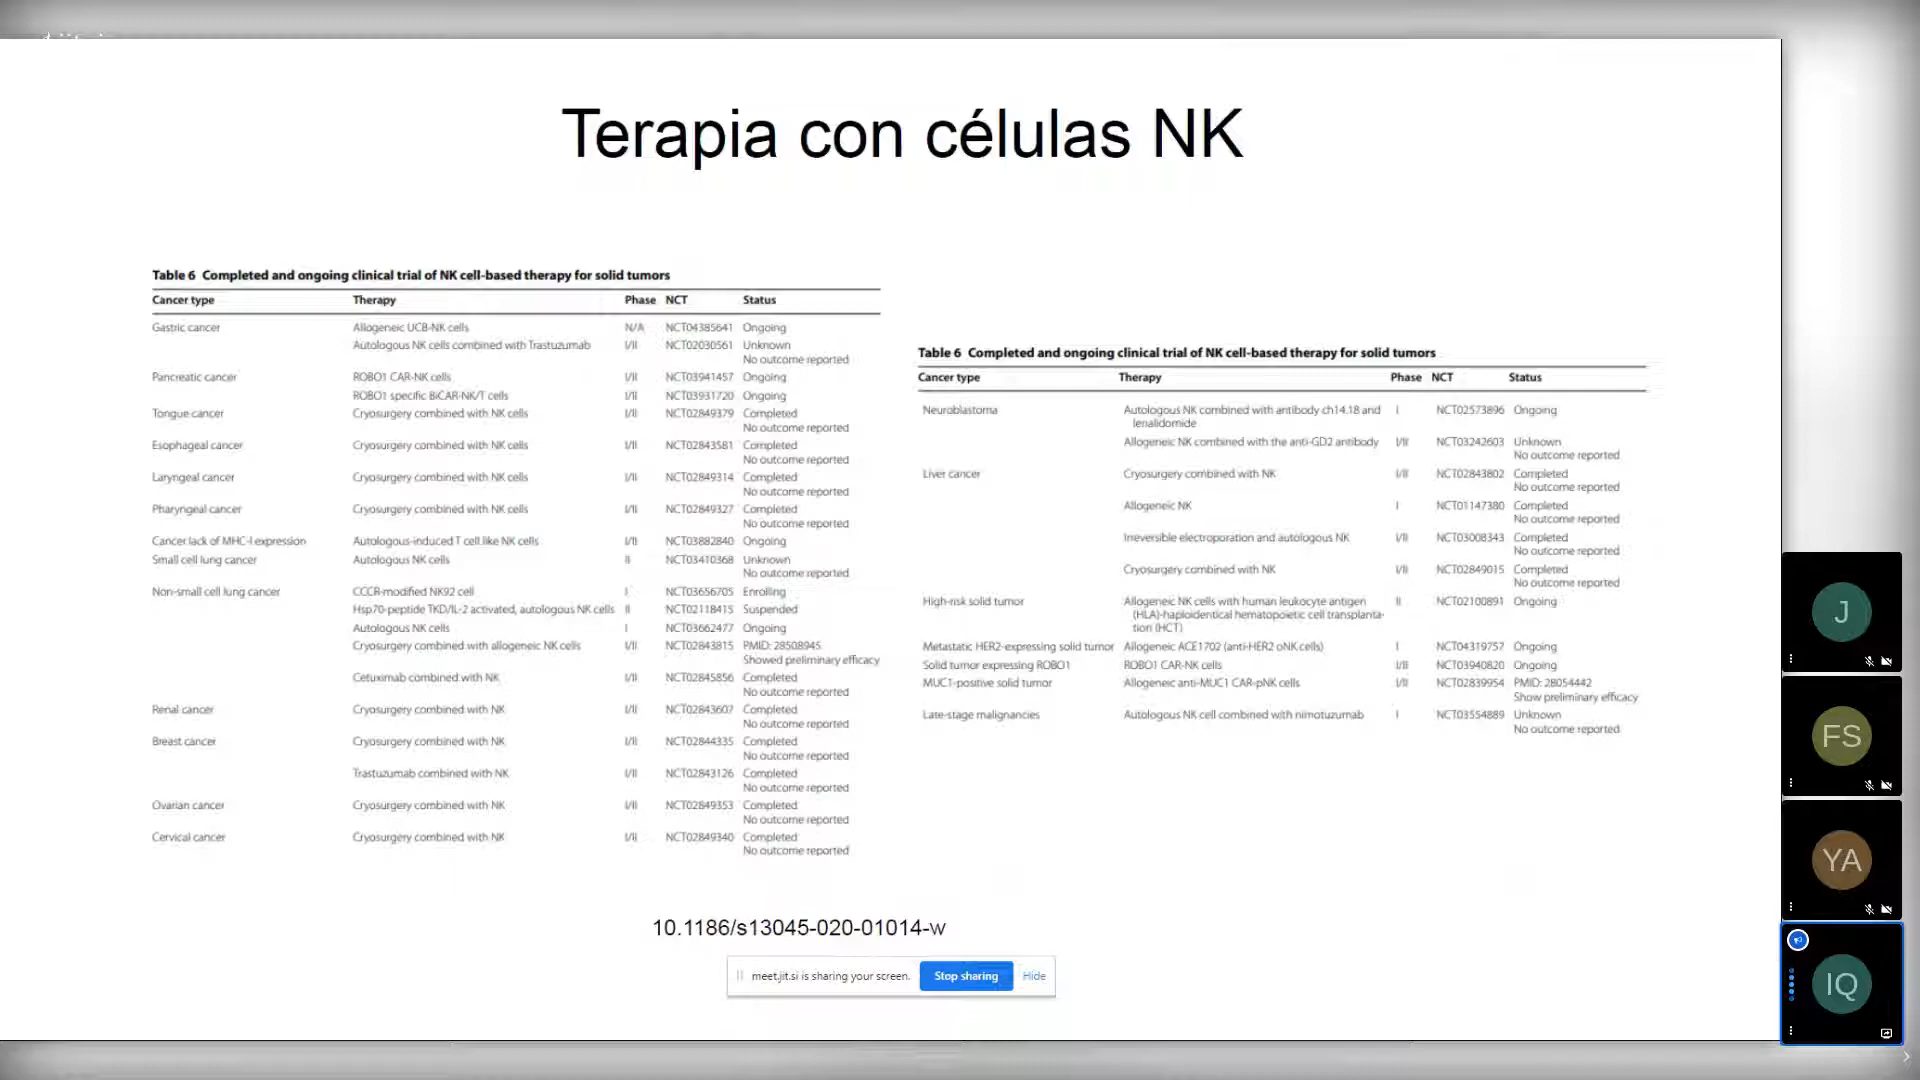 Terapia con células NK
Table 6 Completed and ongoing clinical trial of NK cell-based therapy for solid tumors
Cancer type Therapy Phase NCT Status
Gastric cancer Allogeneic UCB-NK cells N/A NCT04385641 Ongoing
Autologous NK cells combined with Trastuzumab I/II NCT02030561 Unknown
No outcome reported
Pancreatic cancer ROBO1 CAR-NK cells I/II NCT03941457 Ongoing
ROBO1 specific BiCAR-NK/T cells I/II NCT03931720 Ongoing
Tongue cancer Cryosurgery combined with NK cells I/II NCT02849379 Completed
No outcome reported
Esophageal cancer Cryosurgery combined with NK cells I/II NCT02843581 Completed
No outcome reported
Laryngeal cancer Cryosurgery combined with NK cells I/II NCT02849314 Completed
No outcome reported
Pharyngeal cancer Cryosurgery combined with NK cells I/II NCT02849327 Completed
No outcome reported
Cancer lack of MHC-I expression Autologous-induced T cell like NK cells I/II NCT03882840 Ongoing
Small cell lung cancer Autologous NK cells II NCT03410368 Unknown
No outcome reported
Non-small cell lung cancer CCCR-modified NK92 cell I NCT03656705 Enrolling
Hsp70-peptide TKD/IL-2 activated, autologous NK cells II NCT02118415 Suspended
Autologous NK cells I NCT03662477 Ongoing
Cryosurgery combined with allogeneic NK cells I/II NCT02843815 PMID: 28508945
Showed preliminary efficacy
Cetuximab combined with NK I/II NCT02845856 Completed
No outcome reported
Renal cancer Cryosurgery combined with NK I/II NCT02843607 Completed
No outcome reported
Breast cancer Cryosurgery combined with NK I/II NCT02844335 Completed
No outcome reported
Trastuzumab combined with NK I/II NCT02843126 Completed
No outcome reported
Ovarian cancer Cryosurgery combined with NK I/II NCT02849353 Completed
No outcome reported
Cervical cancer Cryosurgery combined with NK I/II NCT02849340 Completed
No outcome reported
Table 6 Completed and ongoing clinical trial of NK cell-based therapy for solid tumors
Cancer type Therapy Phase NCT Status
Neuroblastoma Autologous NK combined with antibody ch14.18 and I NCT02573896 Ongoing
lenalidomide
Allogeneic NK combined with the anti-GD2 antibody I/II NCT03242603 Unknown
No outcome reported
Liver cancer Cryosurgery combined with NK I/II NCT02843802 Completed
No outcome reported
Allogeneic NK I NCT01147380 Completed
No outcome reported
Irreversible electroporation and autologous NK I/II NCT03008343 Completed
No outcome reported
Cryosurgery combined with NK I/II NCT02849015 Completed
No outcome reported
High-risk solid tumor Allogeneic NK cells with human leukocyte antigen II NCT02100891 Ongoing
(HLA)-haploidentical hematopoietic cell transplanta-
tion (HCT)
Metastatic HER2-expressing solid tumor Allogeneic ACE1702 (anti-HER2 oNK cells) I NCT04319757 Ongoing
Solid tumor expressing ROBO1 ROBO1 CAR-NK cells I/II NCT03940820 Ongoing
MUC1-positive solid tumor Allogeneic anti-MUC1 CAR-pNK cells I/II NCT02839954 PMID: 28054442
Show preliminary efficacy
Late-stage malignancies Autologous NK cell combined with nimotuzumab I NCT03554889 Unknown
No outcome reported
10.1186/s13045-020-01014-w
meet.jit.si is sharing your screen. Stop sharing Hide
J
FS
YA
IQ